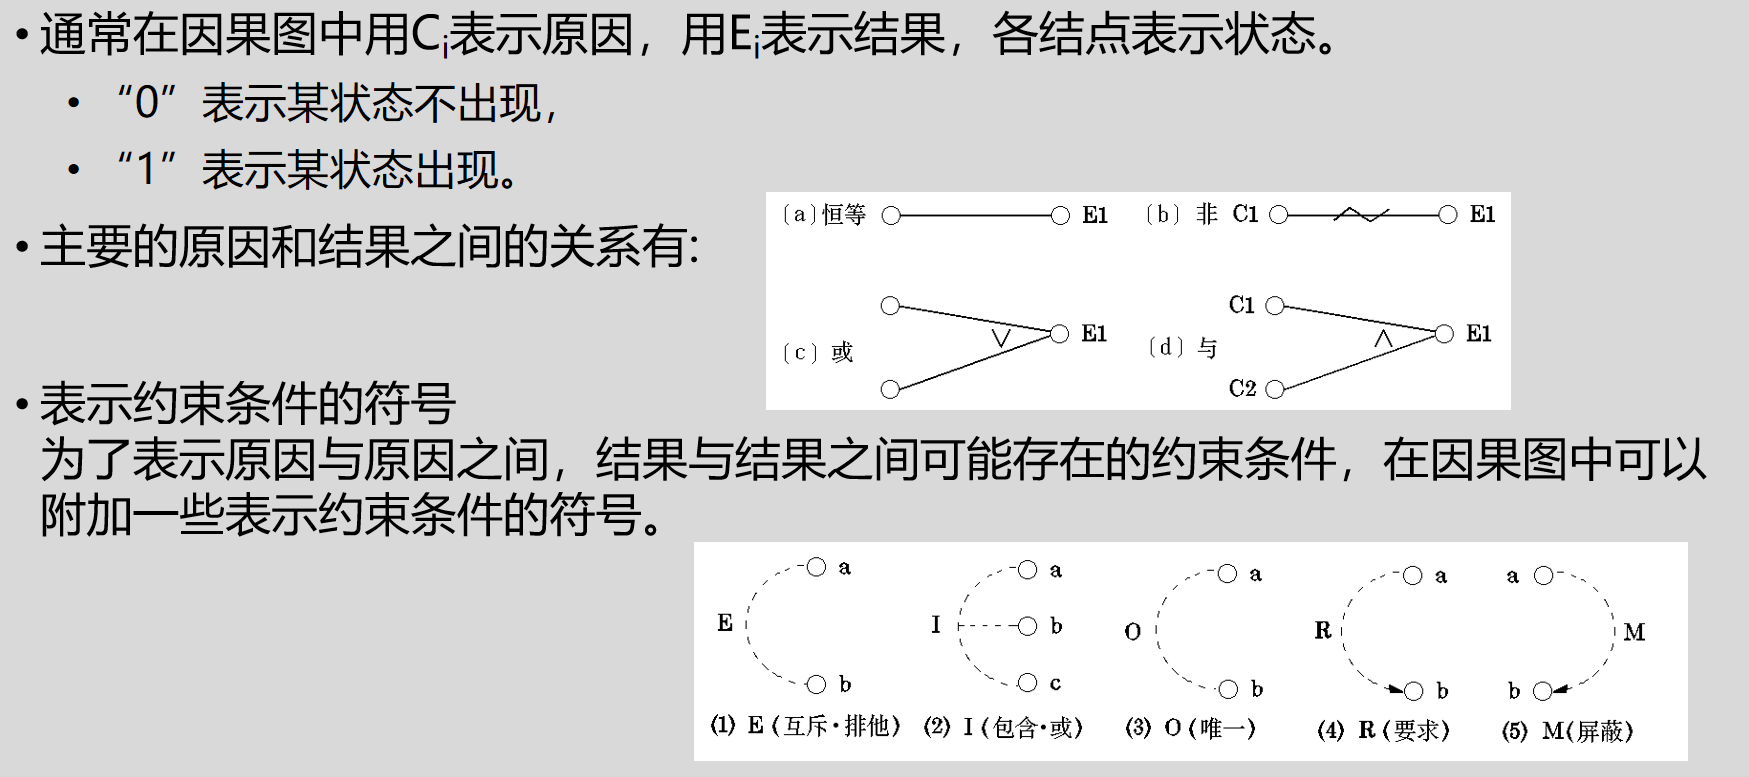 • 通常在因果图中用Ci表示原因，用Ei表示结果，各结点表示状态。
• “0”表示某状态不出现，
• “1”表示某状态出现。
• 主要的原因和结果之间的关系有:
〔a〕恒等 E1 〔b〕非 C1 E1
C1
〔c〕或 ∨ E1 〔d〕与 ∧ E1
C2
• 表示约束条件的符号
为了表示原因与原因之间，结果与结果之间可能存在的约束条件，在因果图中可以
附加一些表示约束条件的符号。
a a a a a
E I b O R M
b c b b b
(1) E (互斥·排他) (2) I (包含·或) (3) O (唯一) (4) R (要求) (5) M(屏蔽)